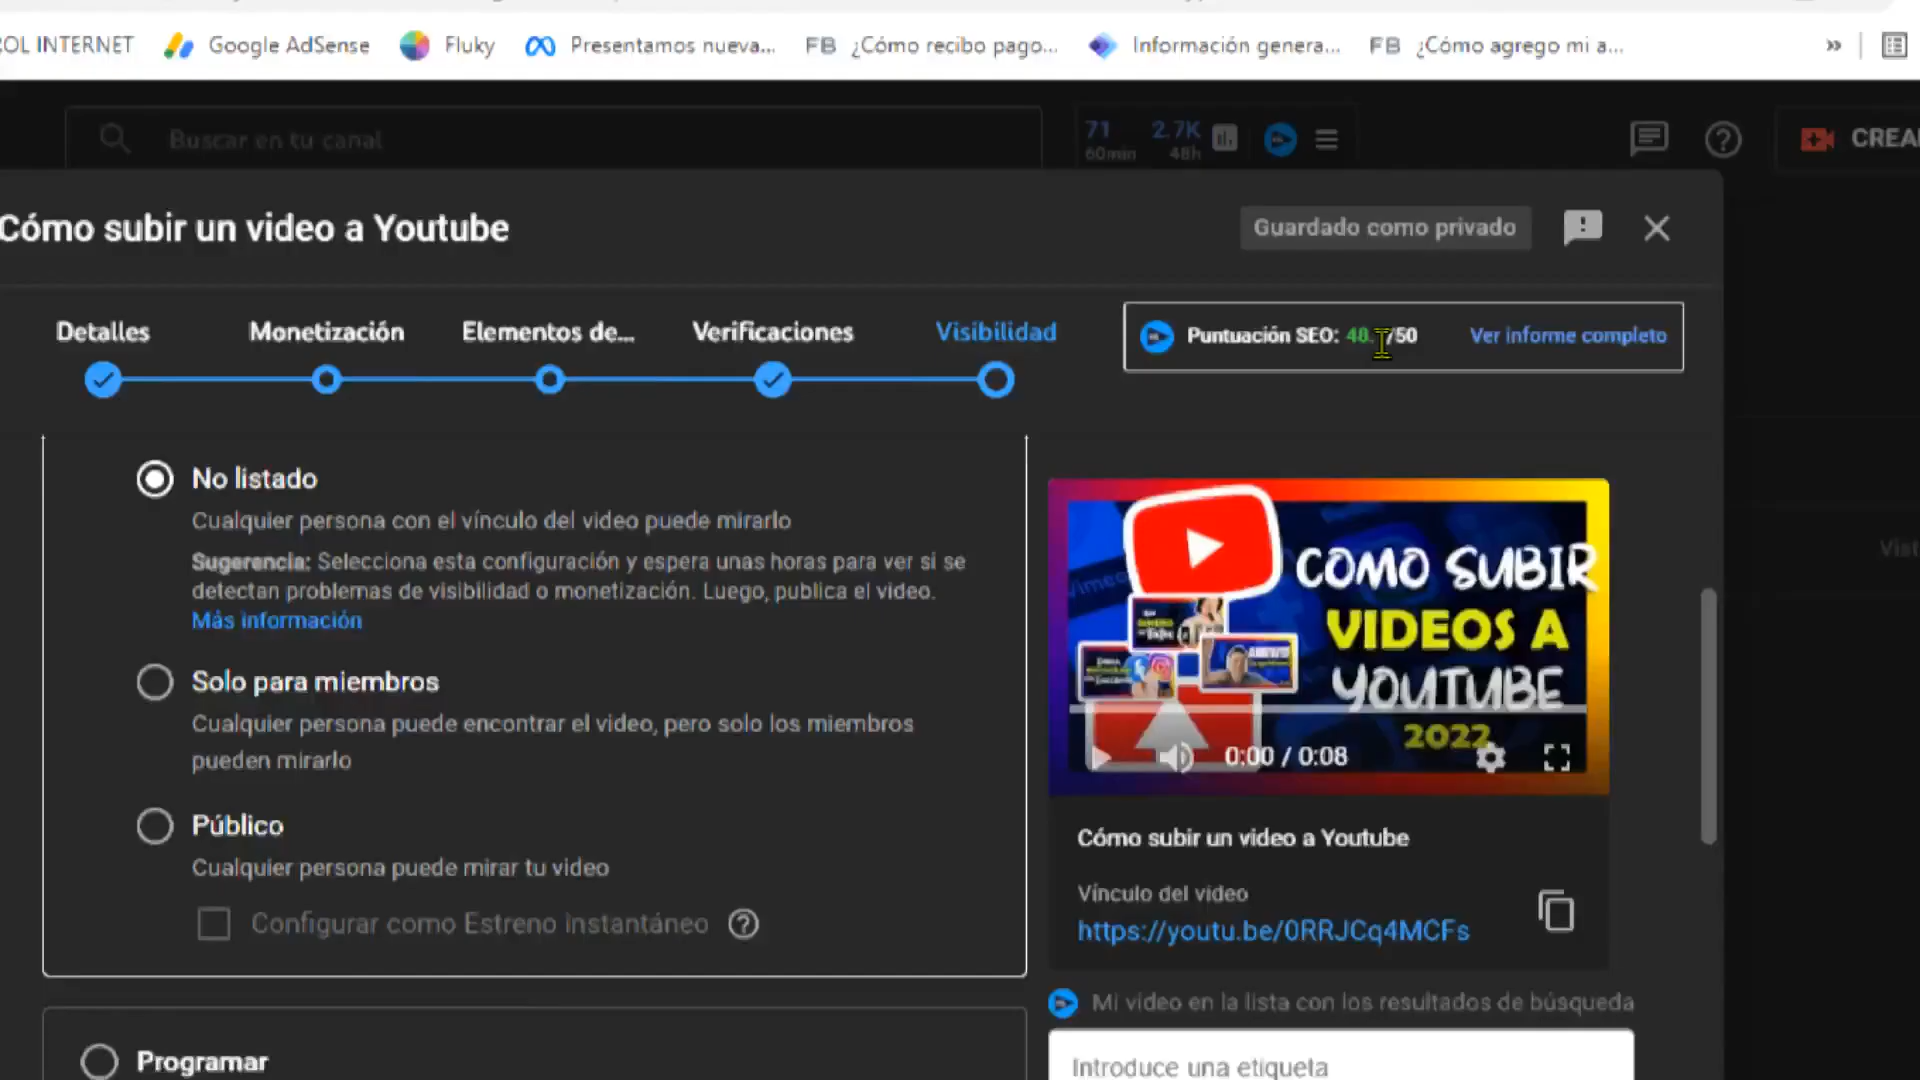 OL INTERNET
Google AdSense
Fluky
Presentamos nueva...
FB ¿Cómo recibo pago...
Información genera...
FB ¿Cómo agrego mi a...
»
Buscar en tu canal
71
60min
2.7K
48h
CREA
Cómo subir un video a Youtube
Guardado como privado
Detalles
Monetización
Elementos de...
Verificaciones
Visibilidad
Puntuación SEO: 48. /50
Ver informe completo
No listado
Cualquier persona con el vínculo del video puede mirarlo
Sugerencia: Selecciona esta configuración y espera unas horas para ver si se
detectan problemas de visibilidad o monetización. Luego, publica el video.
Más información
Solo para miembros
Cualquier persona puede encontrar el video, pero solo los miembros
pueden mirarlo
Público
Cualquier persona puede mirar tu video
Configurar como Estreno instantáneo
Programar
COMO SUBIR
VIDEOS A
YOUTUBE
2022
0:00 / 0:08
Cómo subir un video a Youtube
Vínculo del video
https://youtu.be/0RRJCq4MCFs
Mi video en la lista con los resultados de búsqueda
Introduce una etiqueta